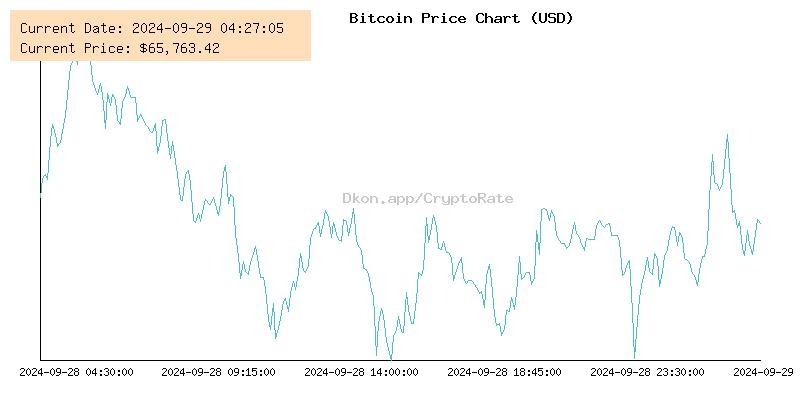 Bitcoin Price Chart (USD)
Current Date: 2024-09-29 04:27:05
Current Price: $65,763.42
Dkon.app/CryptoRate
2024-09-28 04:30:00 2024-09-28 09:15:00 2024-09-28 14:00:00 2024-09-28 18:45:00 2024-09-28 23:30:00 2024-09-29